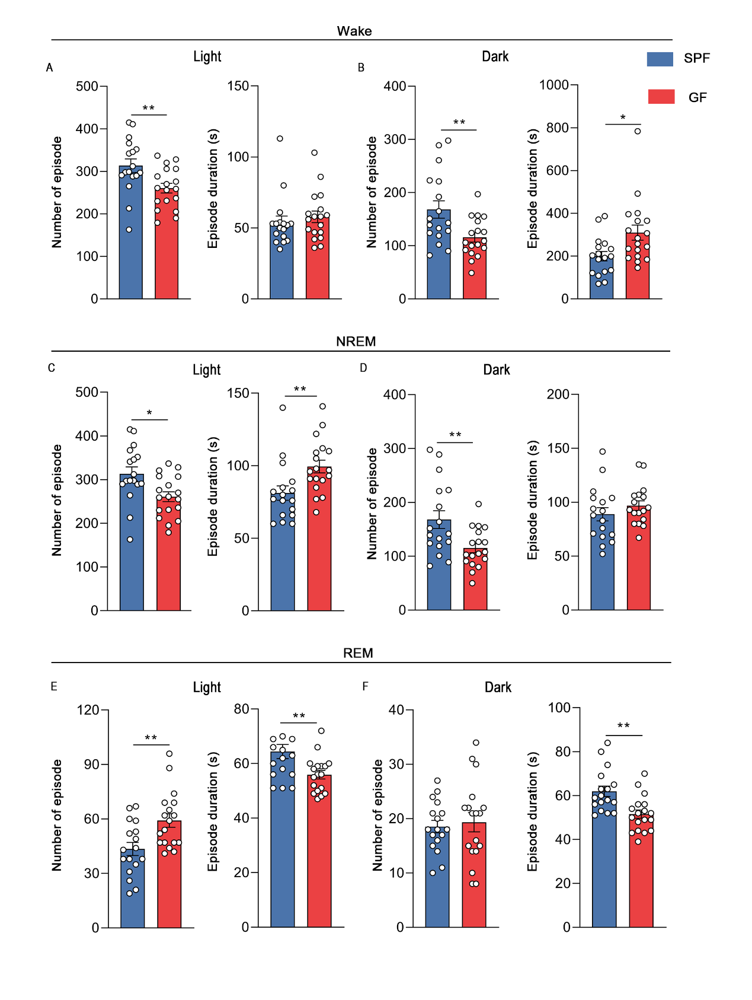 Wake
Light
Dark
SPF
GF
A
B
500
400
300
200
100
0
Number of episode
**
150
100
50
0
Episode duration (s)
400
300
200
100
0
Number of episode
**
1000
800
600
400
200
0
Episode duration (s)
*
NREM
C
Light
D
Dark
500
400
300
200
100
0
Number of episode
*
150
100
50
0
Episode duration (s)
**
400
300
200
100
0
Number of episode
**
200
150
100
50
0
Episode duration (s)
REM
E
Light
F
Dark
120
90
60
30
0
Number of episode
**
80
60
40
20
0
Episode duration (s)
**
40
30
20
10
0
Number of episode
100
80
60
40
20
0
Episode duration (s)
**